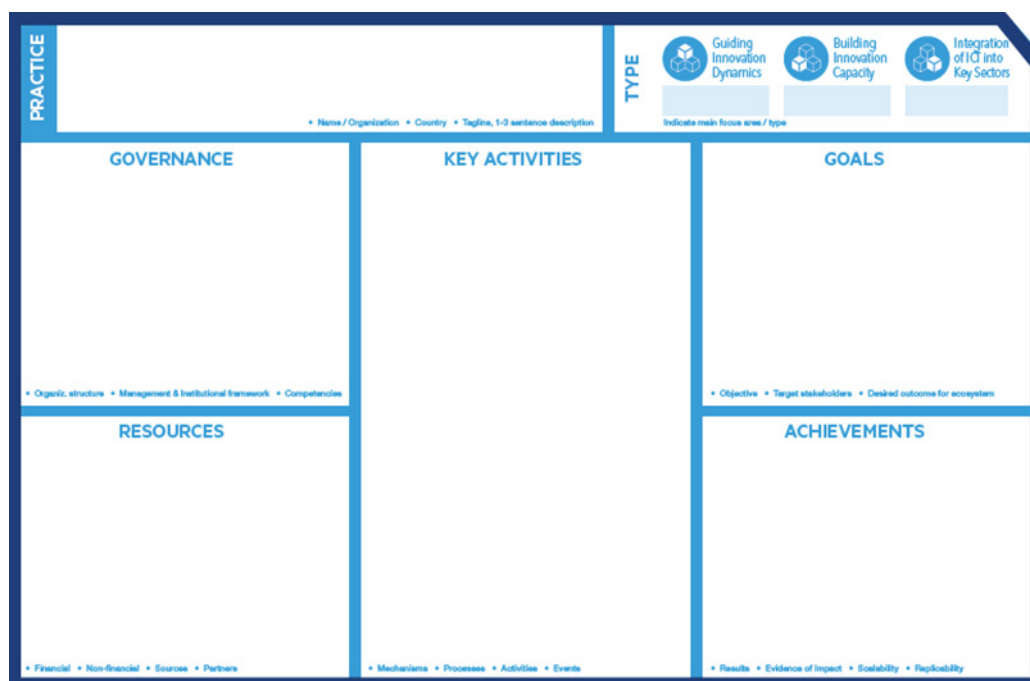 PRACTICE
• Name / Organization • Country • Tagline, 1-3 sentence description
TYPE
Guiding
Innovation
Dynamics
Building
Innovation
Capacity
Integration
of ICT into
Key Sectors
Indicate main focus area / type
GOVERNANCE
• Organiz. structure • Management & Institutional framework • Competencies
KEY ACTIVITIES
• Mechanisms • Processes • Activities • Events
GOALS
• Objective • Target stakeholders • Desired outcome for ecosystem
RESOURCES
• Financial • Non-financial • Sources • Partners
ACHIEVEMENTS
• Results • Evidence of impact • Scalability • Replicability